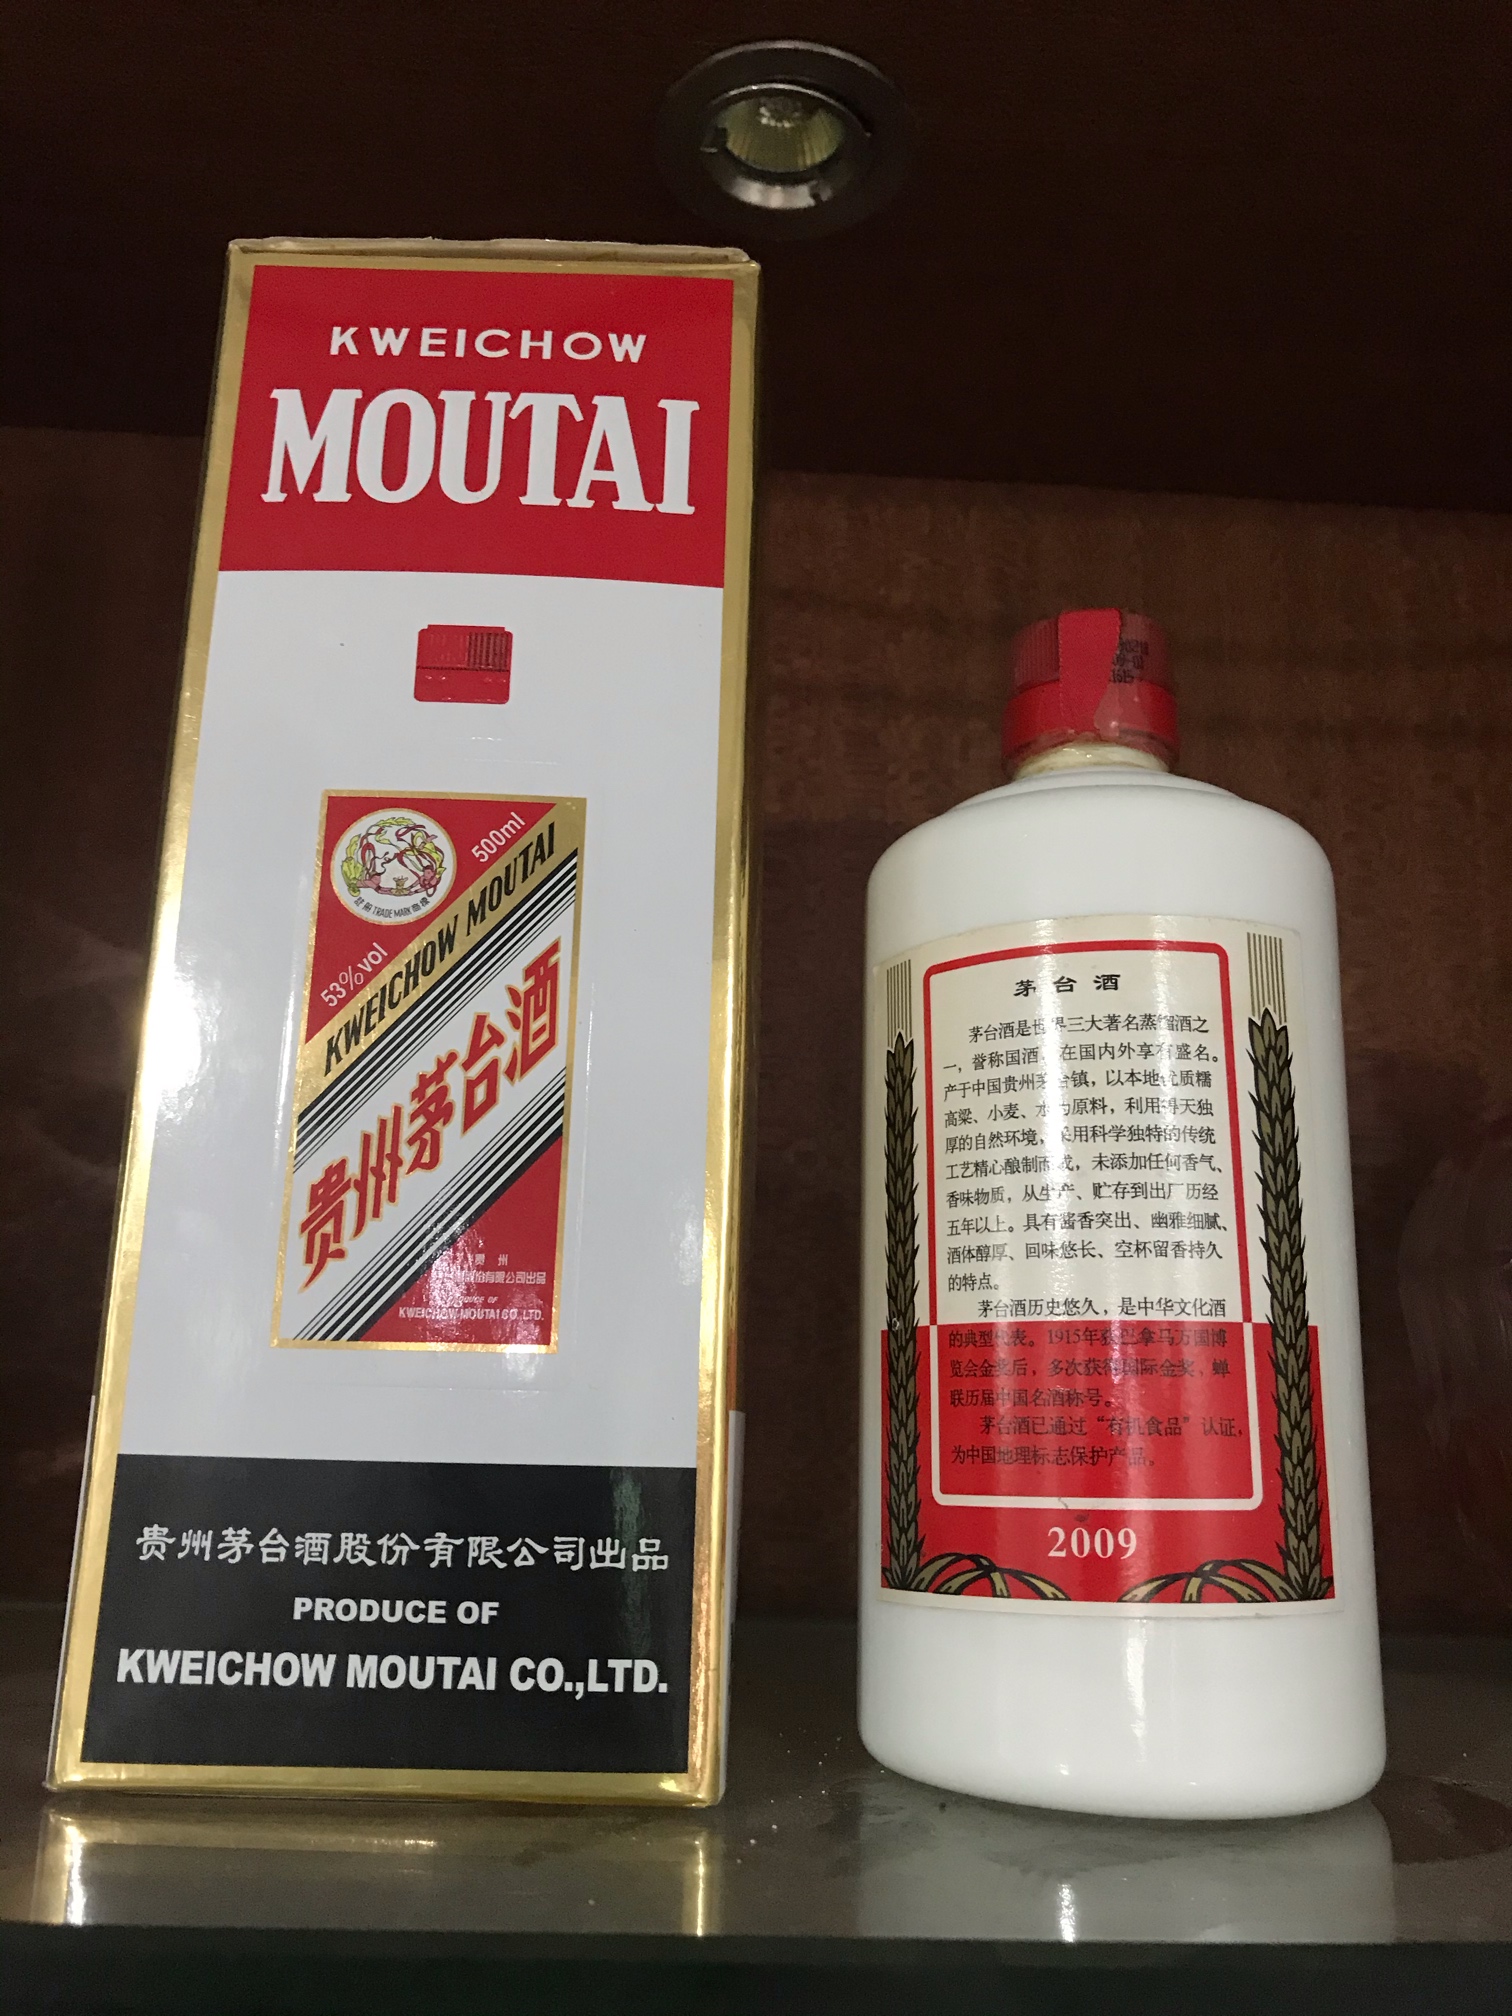 KWEICHOW
MOUTAI
500ml
53%vol
KWEICHOW MOUTAI
贵州茅台酒
TRADE MARK
贵州
有限公司出品
KWEICHOW MOUTAI CO., LTD.
贵州茅台酒股份有限公司出品
PRODUCE OF
KWEICHOW MOUTAI CO.,LTD.
茅台酒
茅台酒是世界三大著名蒸馏酒之
一，誉称国酒，在国内外享有盛名。
产于中国贵州茅台镇，以本地优质糯
高粱、小麦、水为原料，利用得天独
厚的自然环境，采用科学独特的传统
工艺精心酿制而成，未添加任何香气、
香味物质，从生产、贮存到出厂历经
五年以上。具有酱香突出、幽雅细腻、
酒体醇厚、回味悠长、空杯留香持久
的特点。
茅台酒历史悠久，是中华文化酒
的典型代表。1915年获巴拿马万国博
览会金奖后，多次获得国际金奖，蝉
联历届中国名酒称号。
茅台酒已通过“有机食品”认证，
为中国地理标志保护产品。
2009